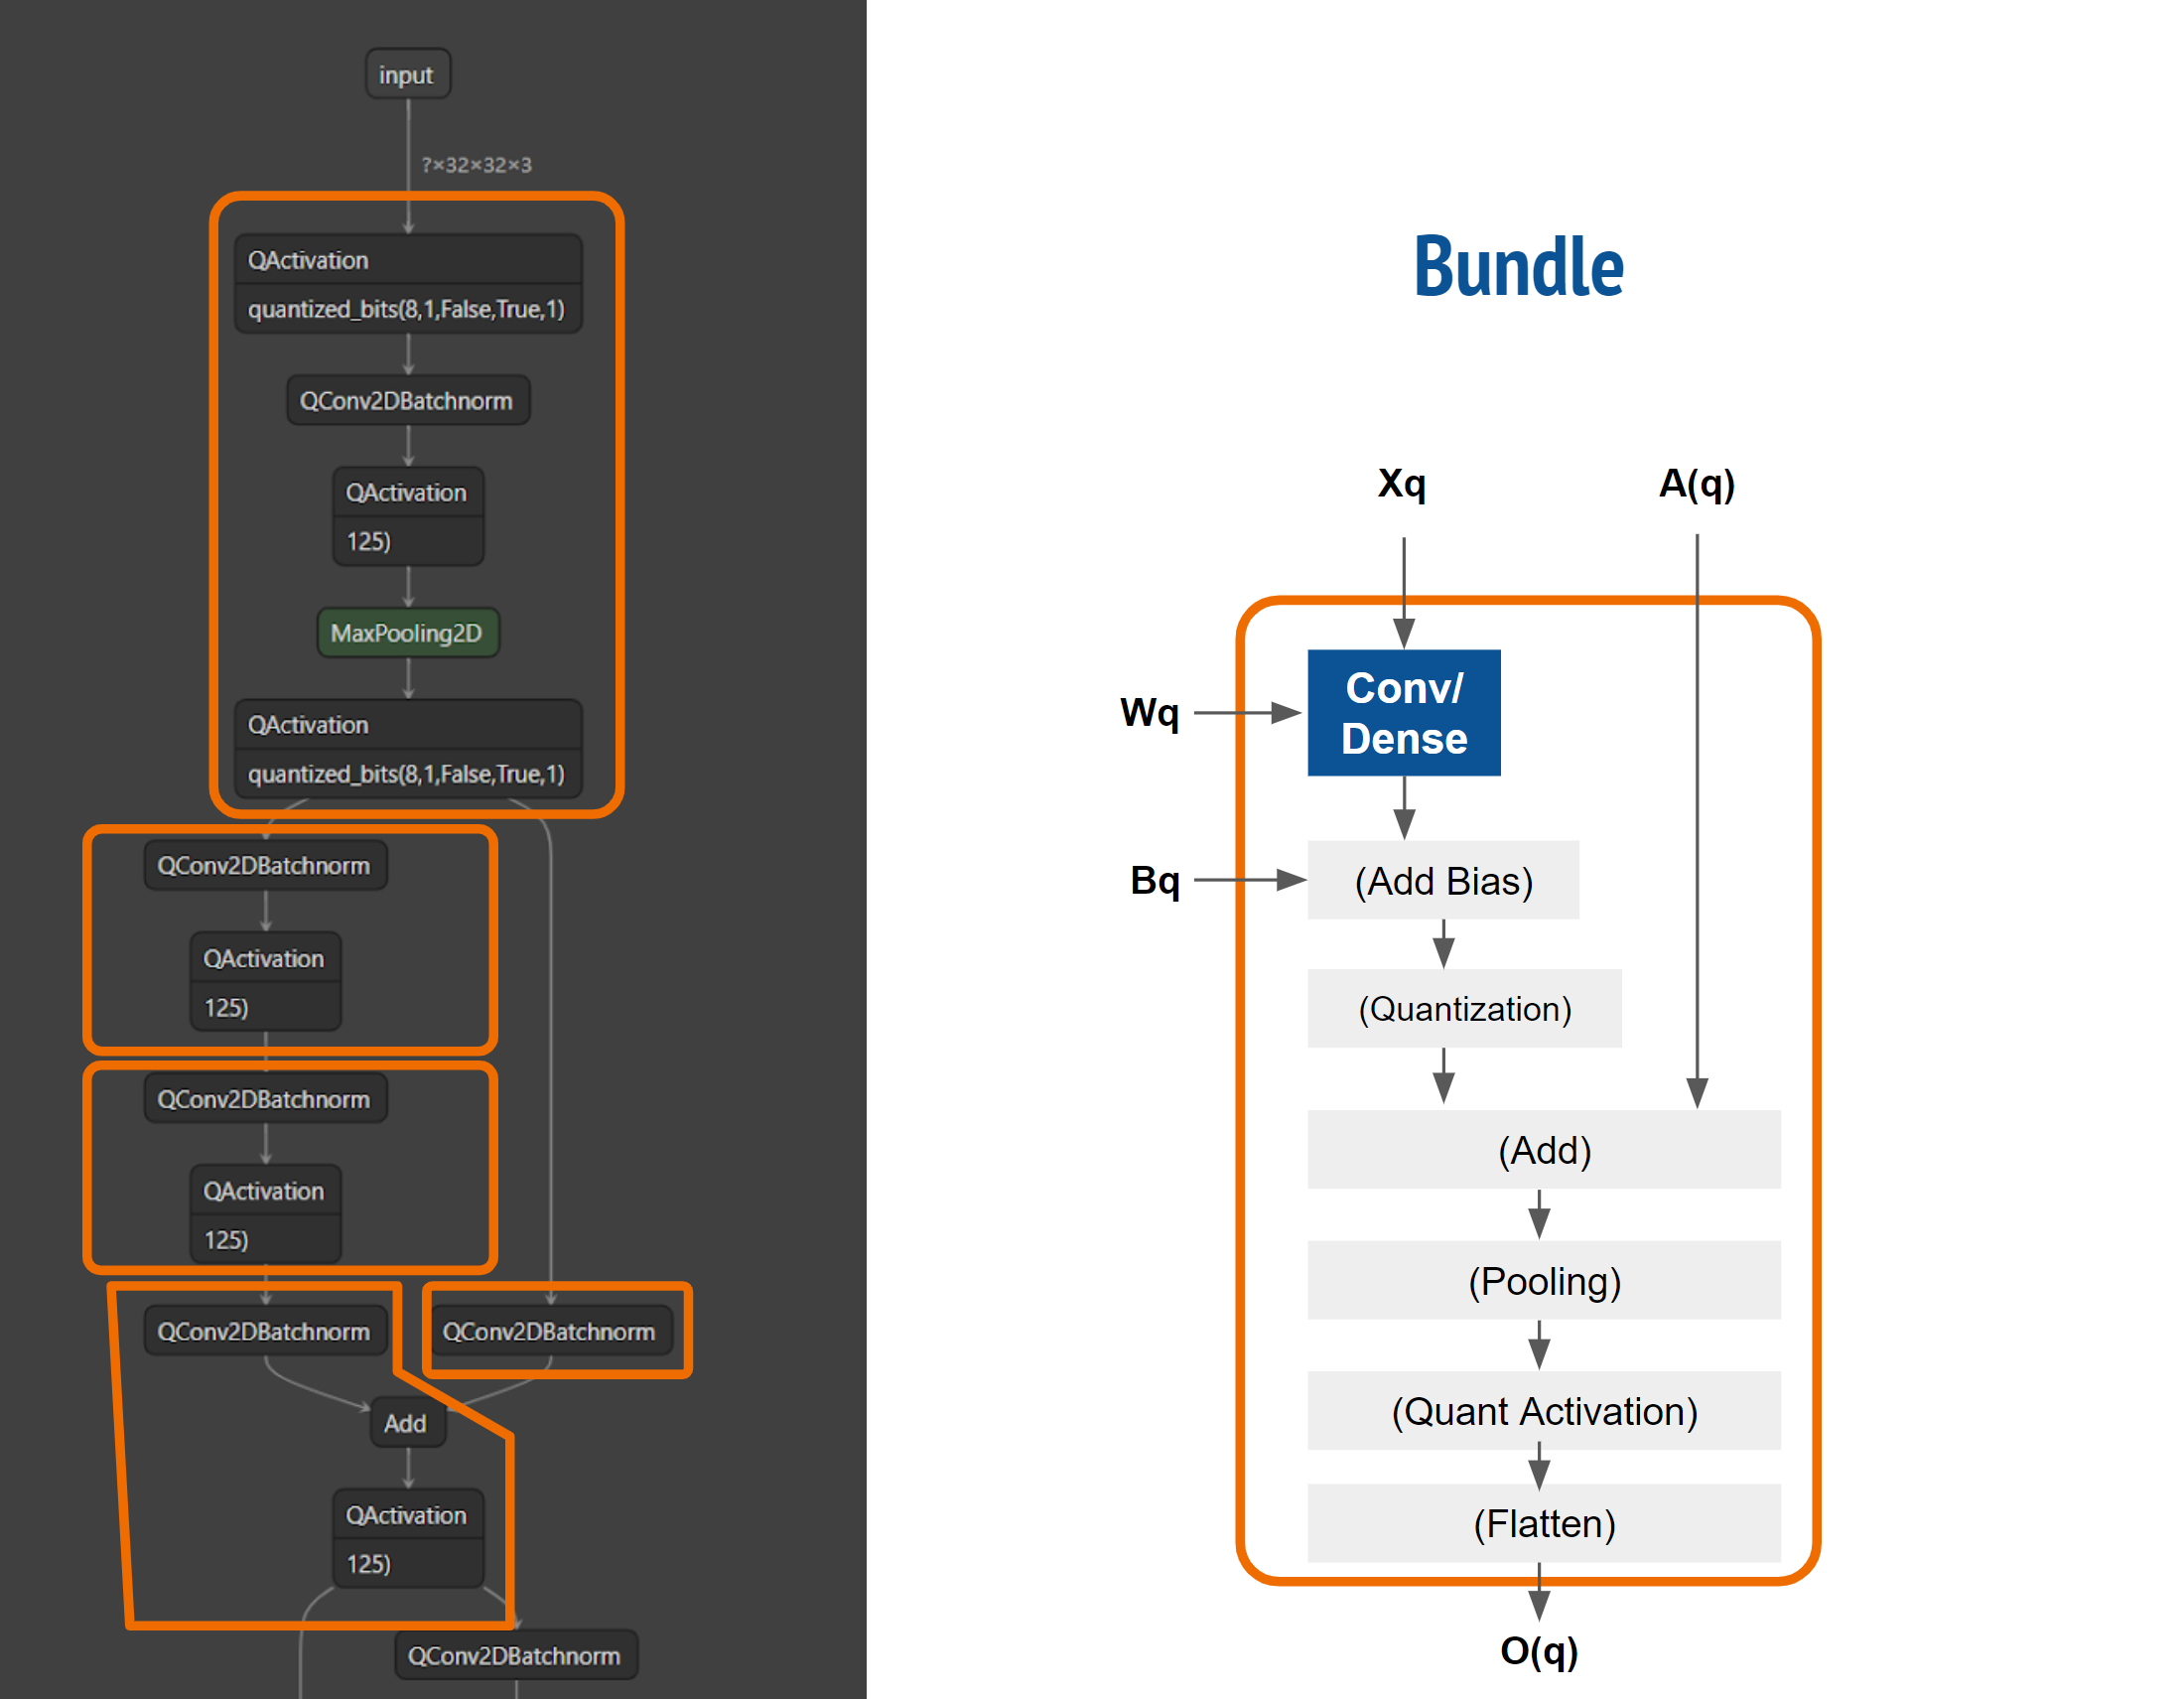 input
?×32×32×3
QActivation
quantized_bits(8,1,False,True,1)
QConv2DBatchnorm
QActivation
125)
MaxPooling2D
QActivation
quantized_bits(8,1,False,True,1)
QConv2DBatchnorm
QActivation
125)
QConv2DBatchnorm
QActivation
125)
QConv2DBatchnorm
QConv2DBatchnorm
Add
QActivation
125)
QConv2DBatchnorm
Bundle
Xq
A(q)
Wq
Conv/
Dense
Bq
(Add Bias)
(Quantization)
(Add)
(Pooling)
(Quant Activation)
(Flatten)
O(q)